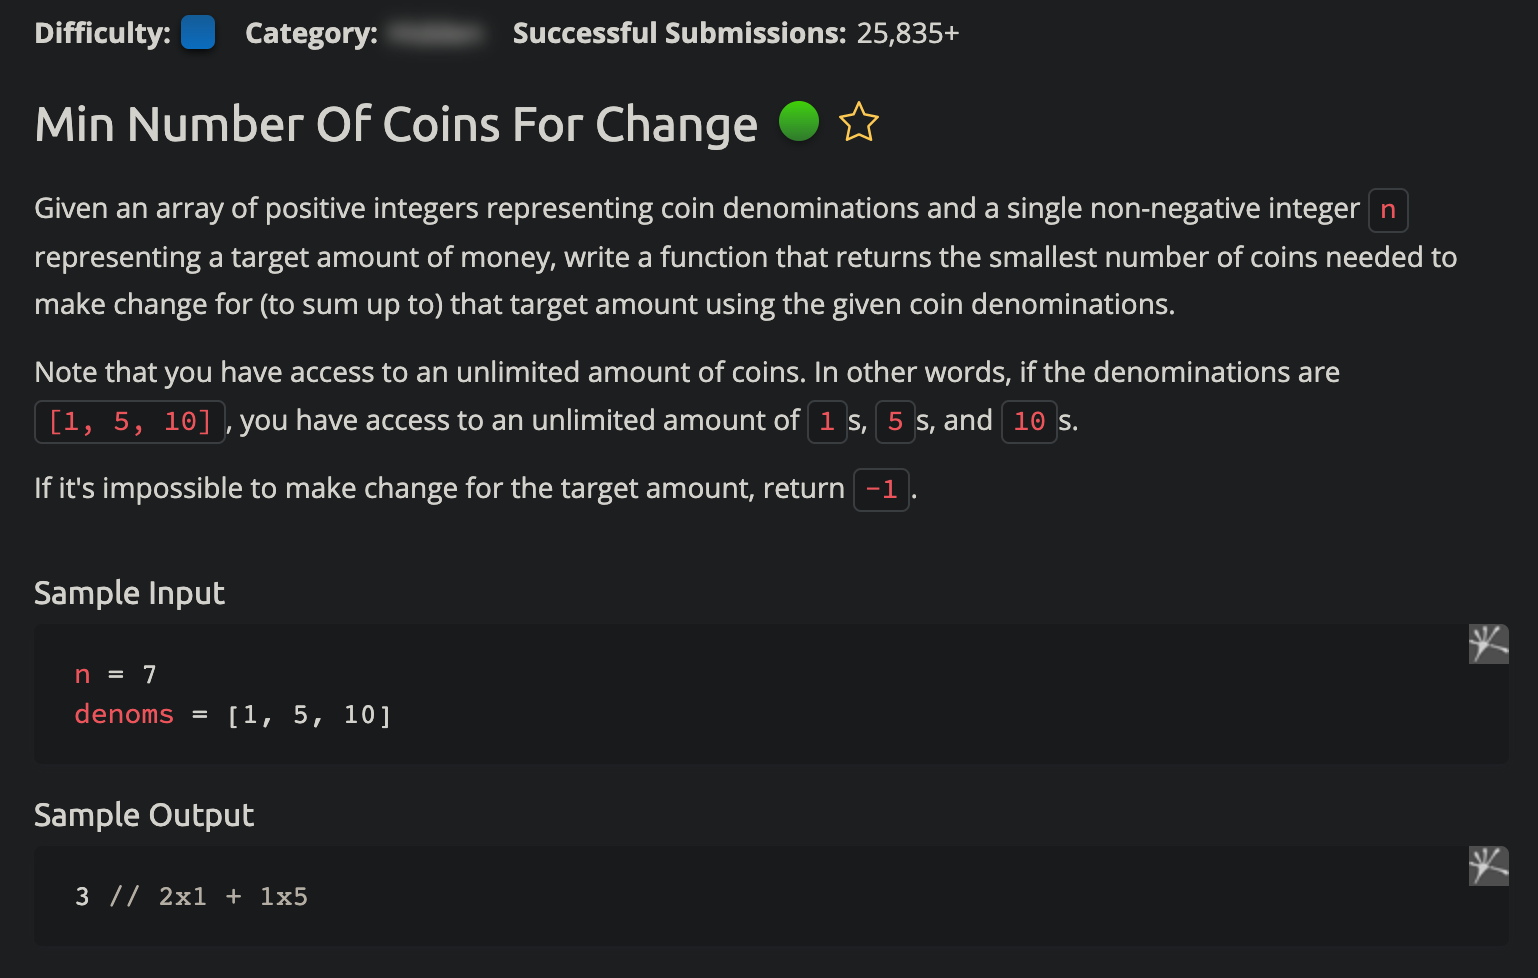 Difficulty: Category: Successful Submissions: 25,835+
Min Number Of Coins For Change
Given an array of positive integers representing coin denominations and a single non-negative integer n
representing a target amount of money, write a function that returns the smallest number of coins needed to
make change for (to sum up to) that target amount using the given coin denominations.
Note that you have access to an unlimited amount of coins. In other words, if the denominations are
[1, 5, 10], you have access to an unlimited amount of 1s, 5s, and 10s.
If it's impossible to make change for the target amount, return -1.
Sample Input
n = 7
denoms = [1, 5, 10]
Sample Output
3 // 2x1 + 1x5